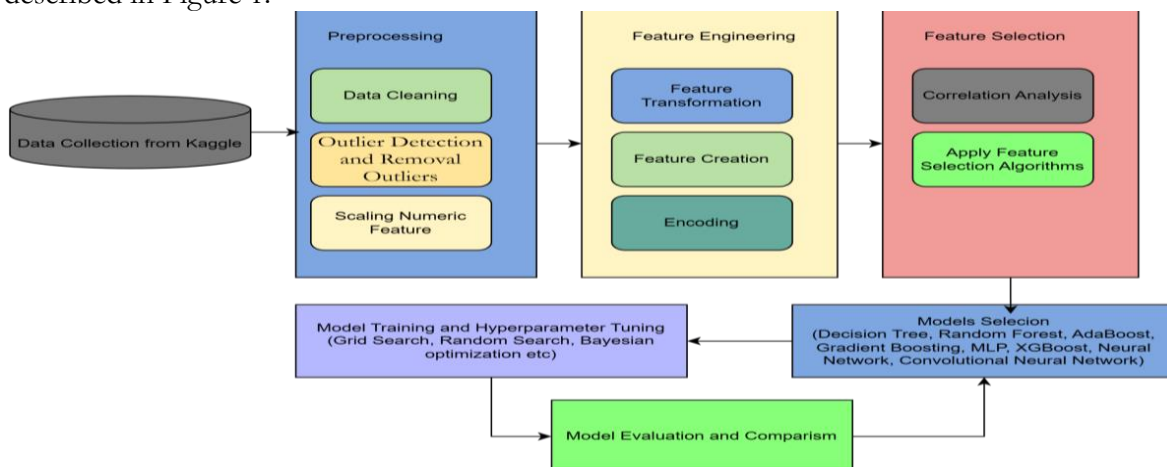 described in Figure 1.
Data Collection from Kaggle
Preprocessing
Data Cleaning
Outlier Detection
and Removal
Outliers
Scaling Numeric
Feature
Feature Engineering
Feature
Transformation
Feature Creation
Encoding
Feature Selection
Correlation Analysis
Apply Feature
Selection Algorithms
Models Selecion
(Decision Tree, Random Forest, AdaBoost,
Gradient Boosting, MLP, XGBoost, Neural
Network, Convolutional Neural Network)
Model Training and Hyperparameter Tuning
(Grid Search, Random Search, Bayesian
optimization etc)
Model Evaluation and Comparism